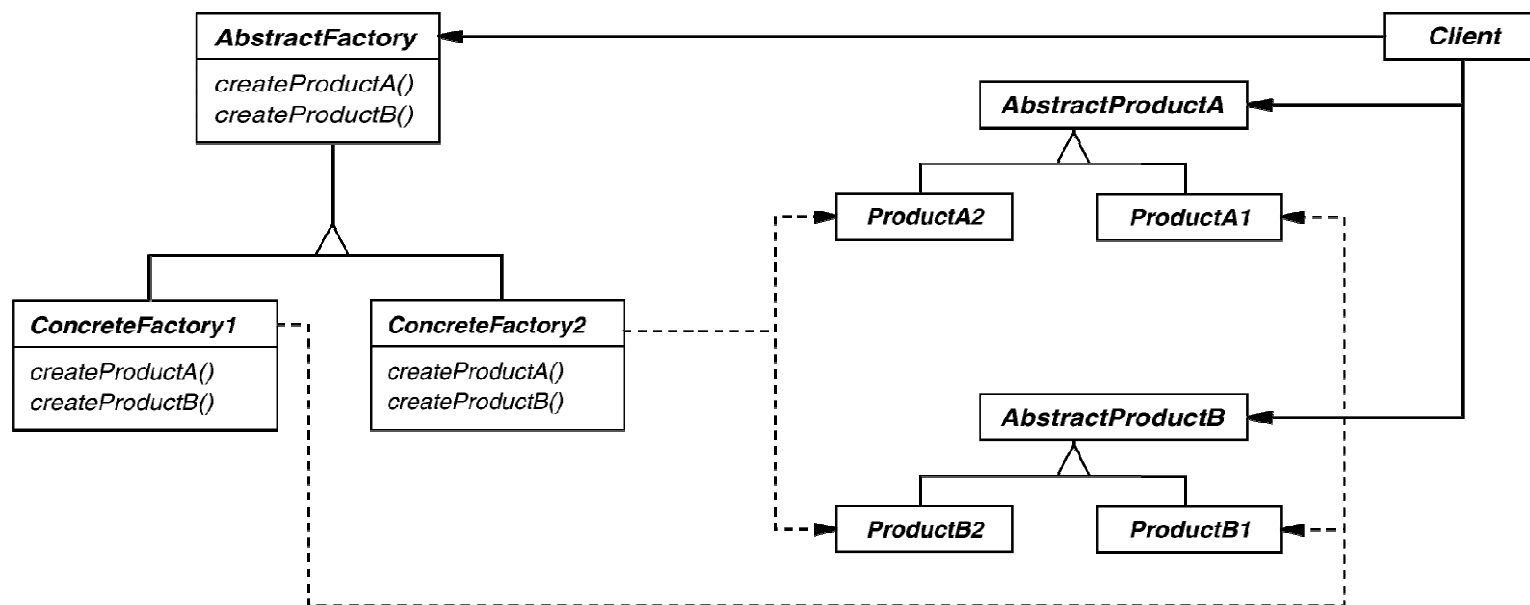 AbstractFactory
createProductA()
createProductB()
Client
AbstractProductA
ProductA2
ProductA1
ConcreteFactory1
createProductA()
createProductB()
ConcreteFactory2
createProductA()
createProductB()
AbstractProductB
ProductB2
ProductB1